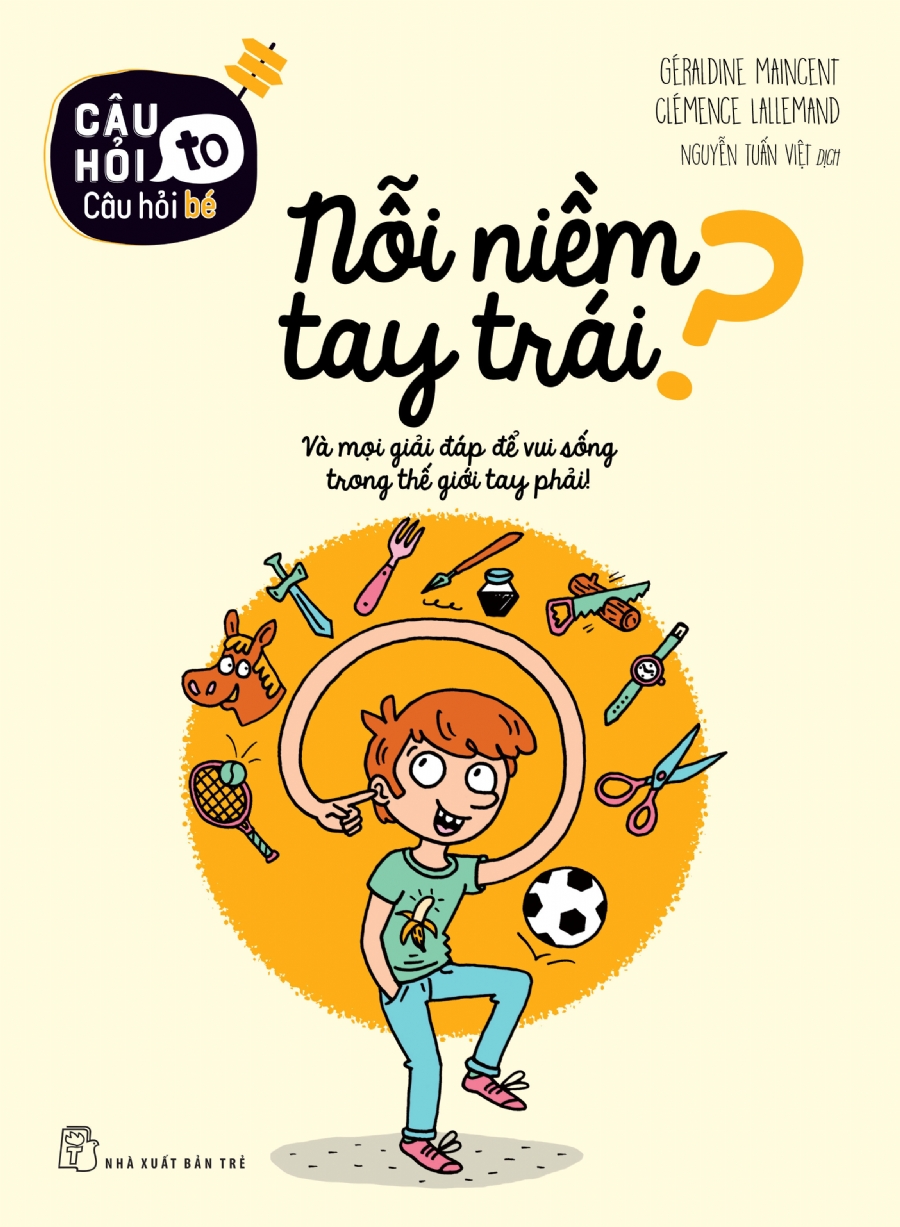 CÂU
HỎI to
Câu hỏi bé
GÉRALDINE MAINCENT
CLÉMENCE LALLEMAND
NGUYỄN TUẤN VIỆT DỊCH
Nỗi niềm
tay trái?
Và mọi giải đáp để vui sống
trong thế giới tay phải!
NHÀ XUẤT BẢN TRẺ